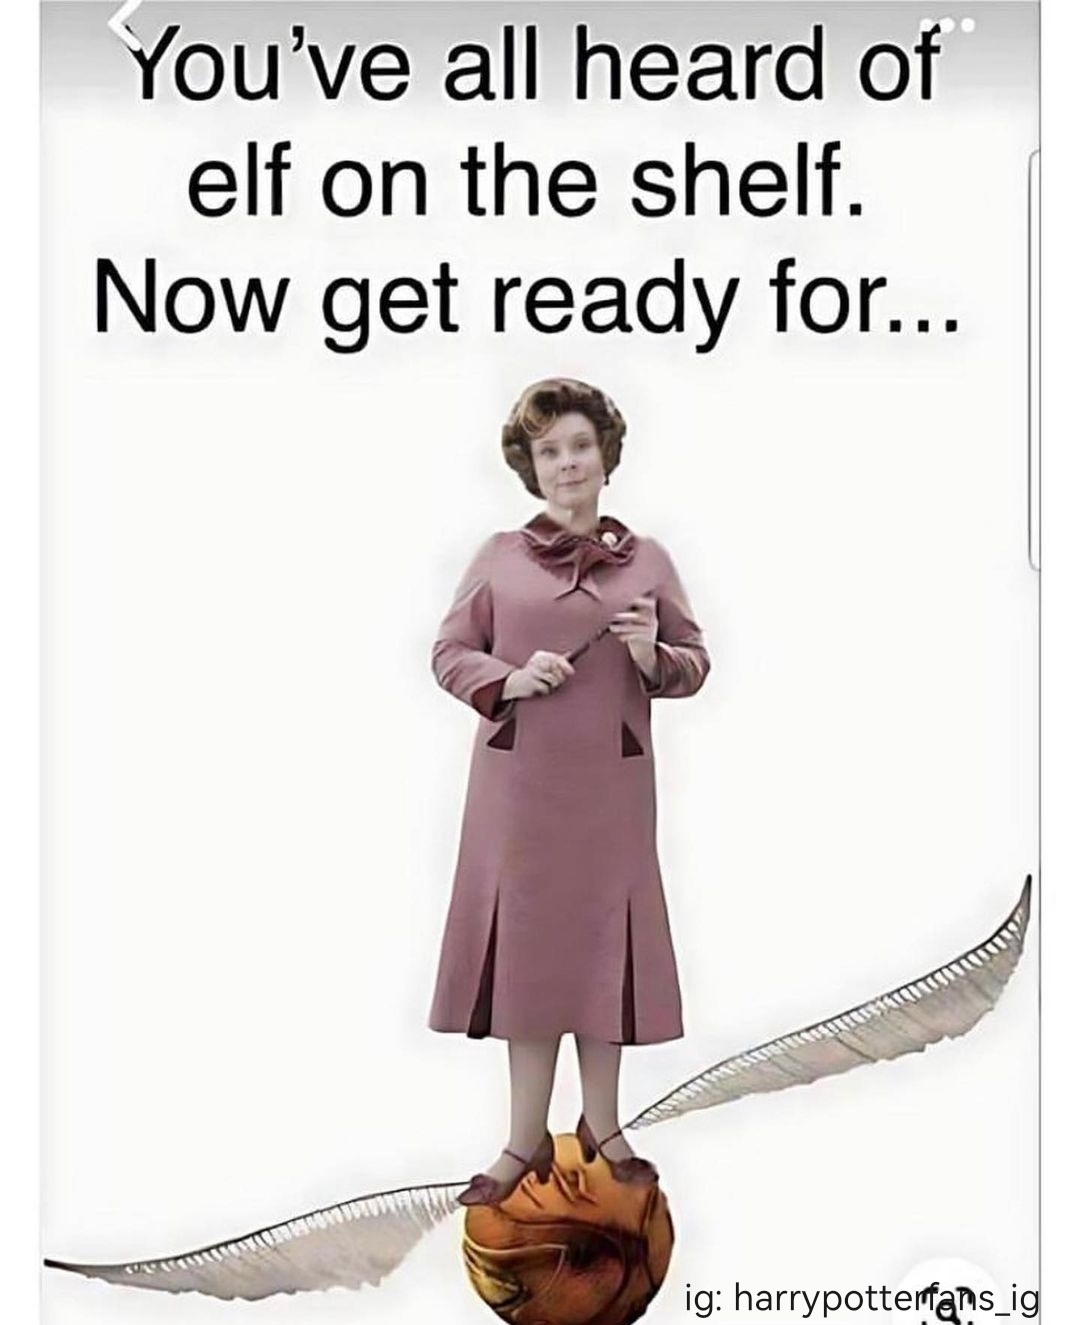 You’ve all heard of
elf on the shelf.
Now get ready for...
ig: harrypotterfans_ig